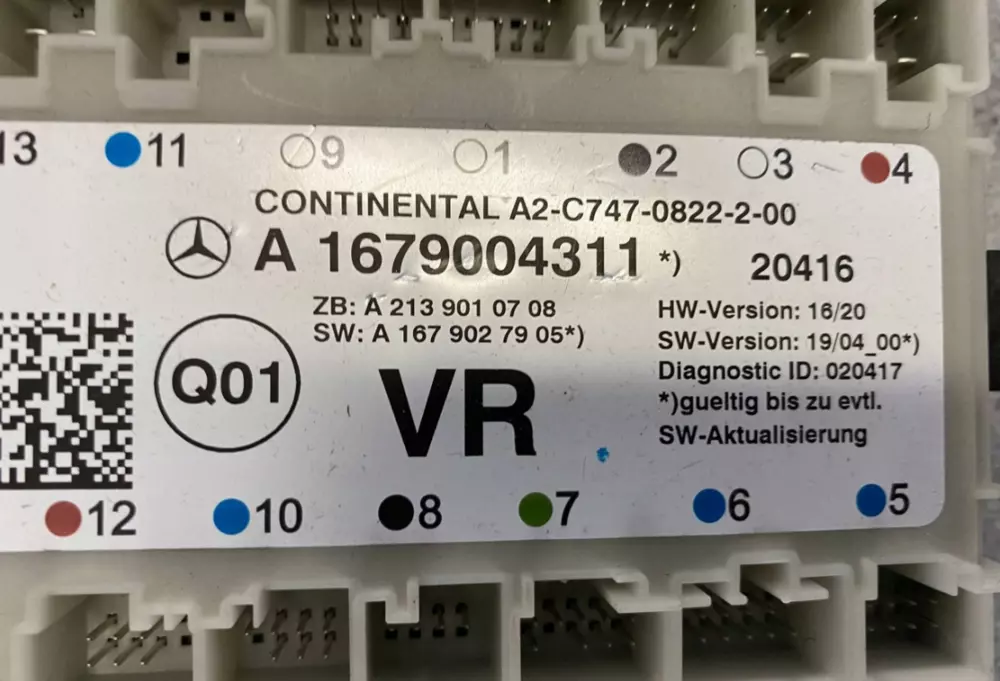 13 11 9 1 2 3 4
CONTINENTAL A2-C747-0822-2-00
A 1679004311 *) 20416
ZB: A 213 901 07 08
SW: A 167 902 79 05*)
HW-Version: 16/20
SW-Version: 19/04_00*)
Diagnostic ID: 020417
*)gueltig bis zu evtl.
SW-Aktualisierung
Q01
VR
12 10 8 7 6 5